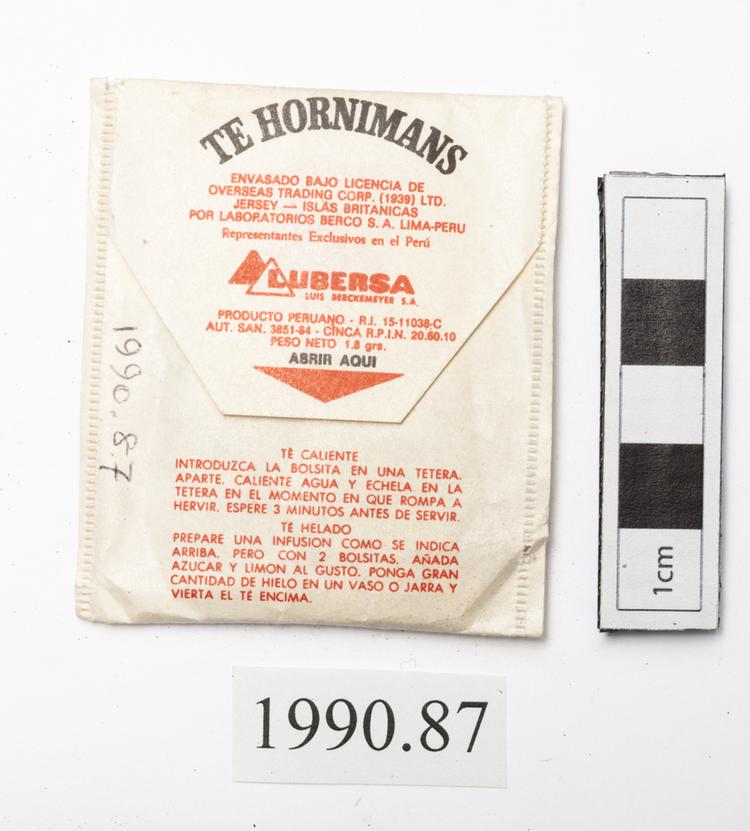 TE HORNIMANS
ENVASADO BAJO LICENCIA DE
OVERSEAS TRADING CORP. (1939) LTD.
JERSEY — ISLAS BRITANICAS
POR LABORATORIOS BERCO S. A. LIMA-PERU
Representantes Exclusivos en el Perú
LUBERSA
LUIS BERCKEMEYER S.A.
PRODUCTO PERUANO - R.I. 15-11038-C
AUT. SAN. 3851-84 - CINCA R.P.I.N. 20.60.10
PESO NETO 1.8 grs.
ABRIR AQUI
TÉ CALIENTE
INTRODUZCA LA BOLSITA EN UNA TETERA.
APARTE. CALIENTE AGUA Y ECHELA EN LA
TETERA EN EL MOMENTO EN QUE ROMPA A
HERVIR. ESPERE 3 MINUTOS ANTES DE SERVIR.
TÉ HELADO
PREPARE UNA INFUSION COMO SE INDICA
ARRIBA. PERO CON 2 BOLSITAS. AÑADA
AZUCAR Y LIMON AL GUSTO. PONGA GRAN
CANTIDAD DE HIELO EN UN VASO O JARRA Y
VIERTA EL TÉ ENCIMA.
1990.87
1cm
1990.87